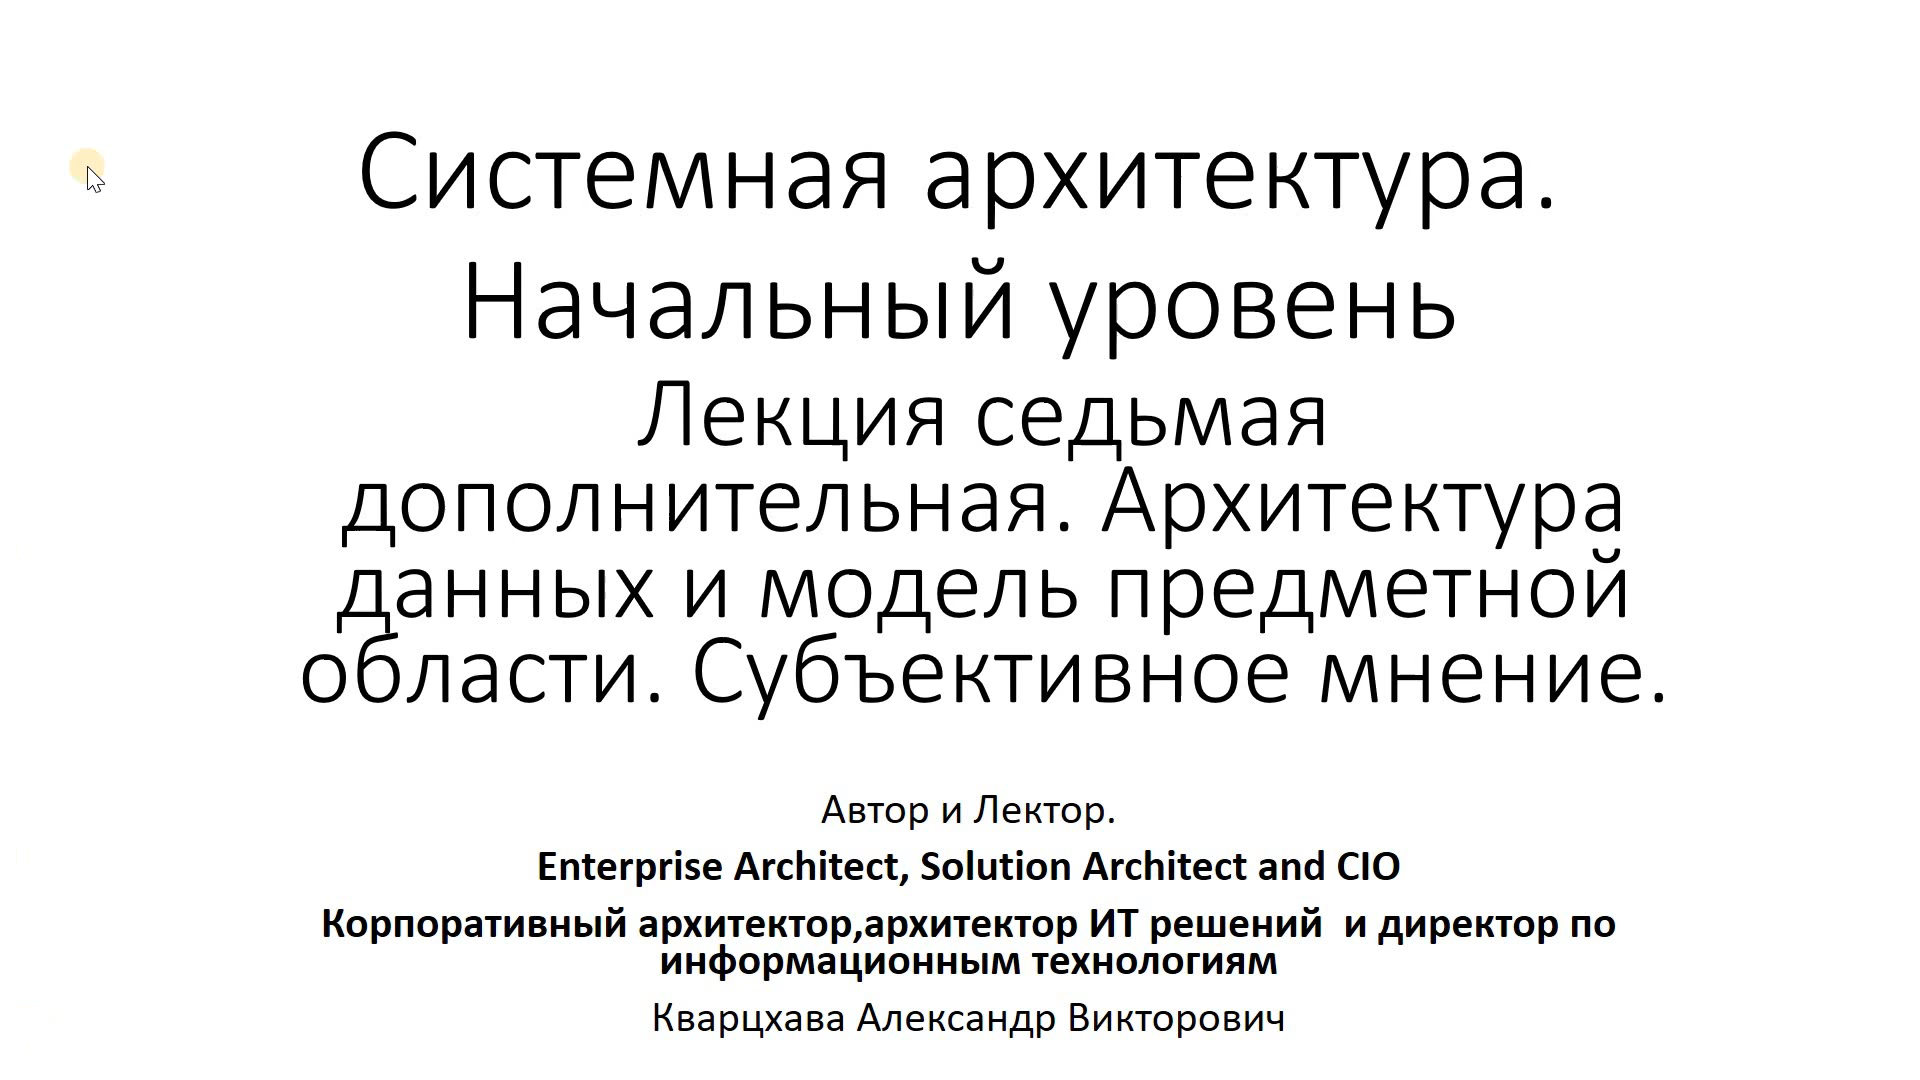 Системная архитектура.
Начальный уровень
Лекция седьмая
дополнительная. Архитектура
данных и модель предметной
области. Субъективное мнение.
Автор и Лектор.
Enterprise Architect, Solution Architect and CIO
Корпоративный архитектор,архитектор ИТ решений  и директор по
информационным технологиям
Кварцхава Александр Викторович